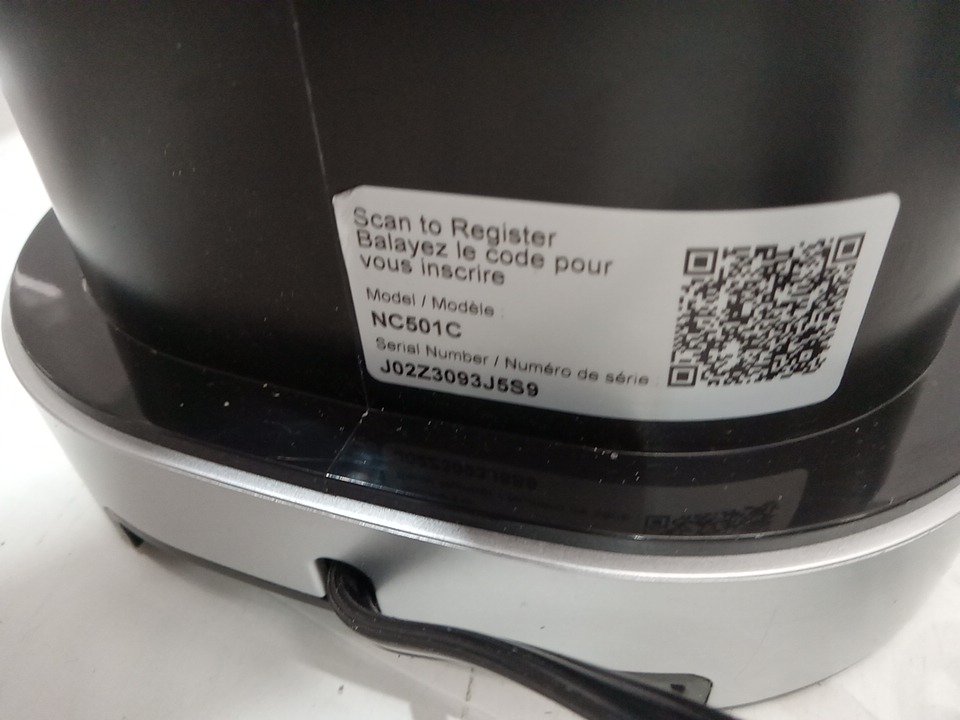 Scan to Register
Balayez le code pour
vous inscrire
Model / Modèle :
NC501C
Serial Number / Numéro de série :
J02Z3093J5S9